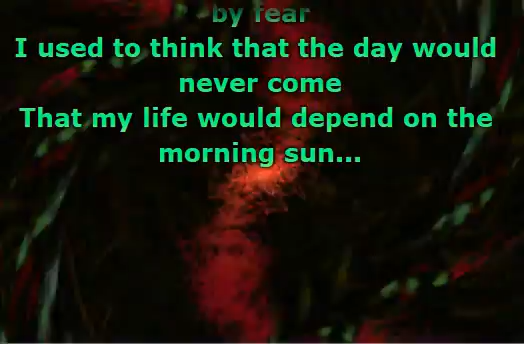 by fear
I used to think that the day would
never come
That my life would depend on the
morning sun...